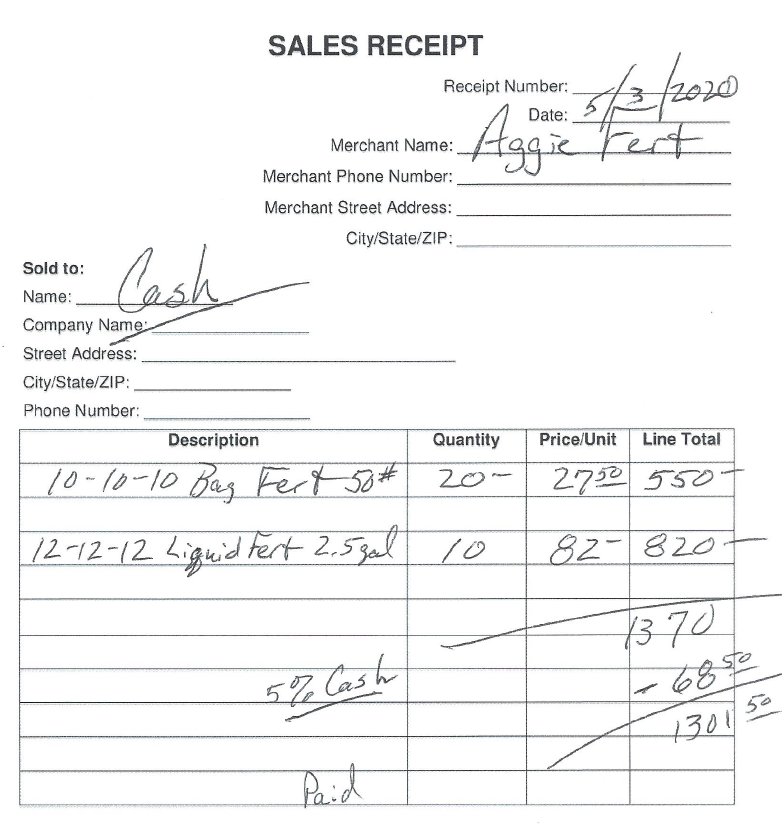 SALES RECEIPT
Receipt Number:
Date: 5/3/2020
Merchant Name: Aggie Fert
Merchant Phone Number:
Merchant Street Address:
City/State/ZIP:
Sold to:
Name: Cash
Company Name:
Street Address:
City/State/ZIP:
Phone Number:
Description Quantity Price/Unit Line Total
10-10-10 Bag Fert 50# 20- 27.50 550-
12-12-12 Liquid Fert 2.5gal 10 82- 820-
1370
5% Cash - 68.50
1301.50
Paid